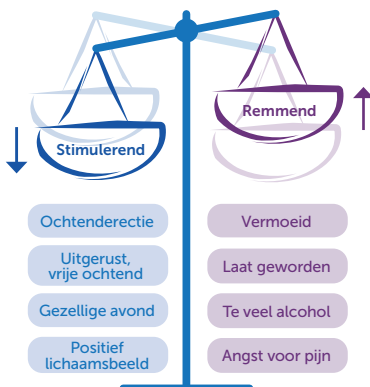 Stimulerend
Remmend
Ochtenderectie
Uitgerust,
vrije ochtend
Gezellige avond
Positief
lichaamsbeeld
Vermoeid
Laat geworden
Te veel alcohol
Angst voor pijn